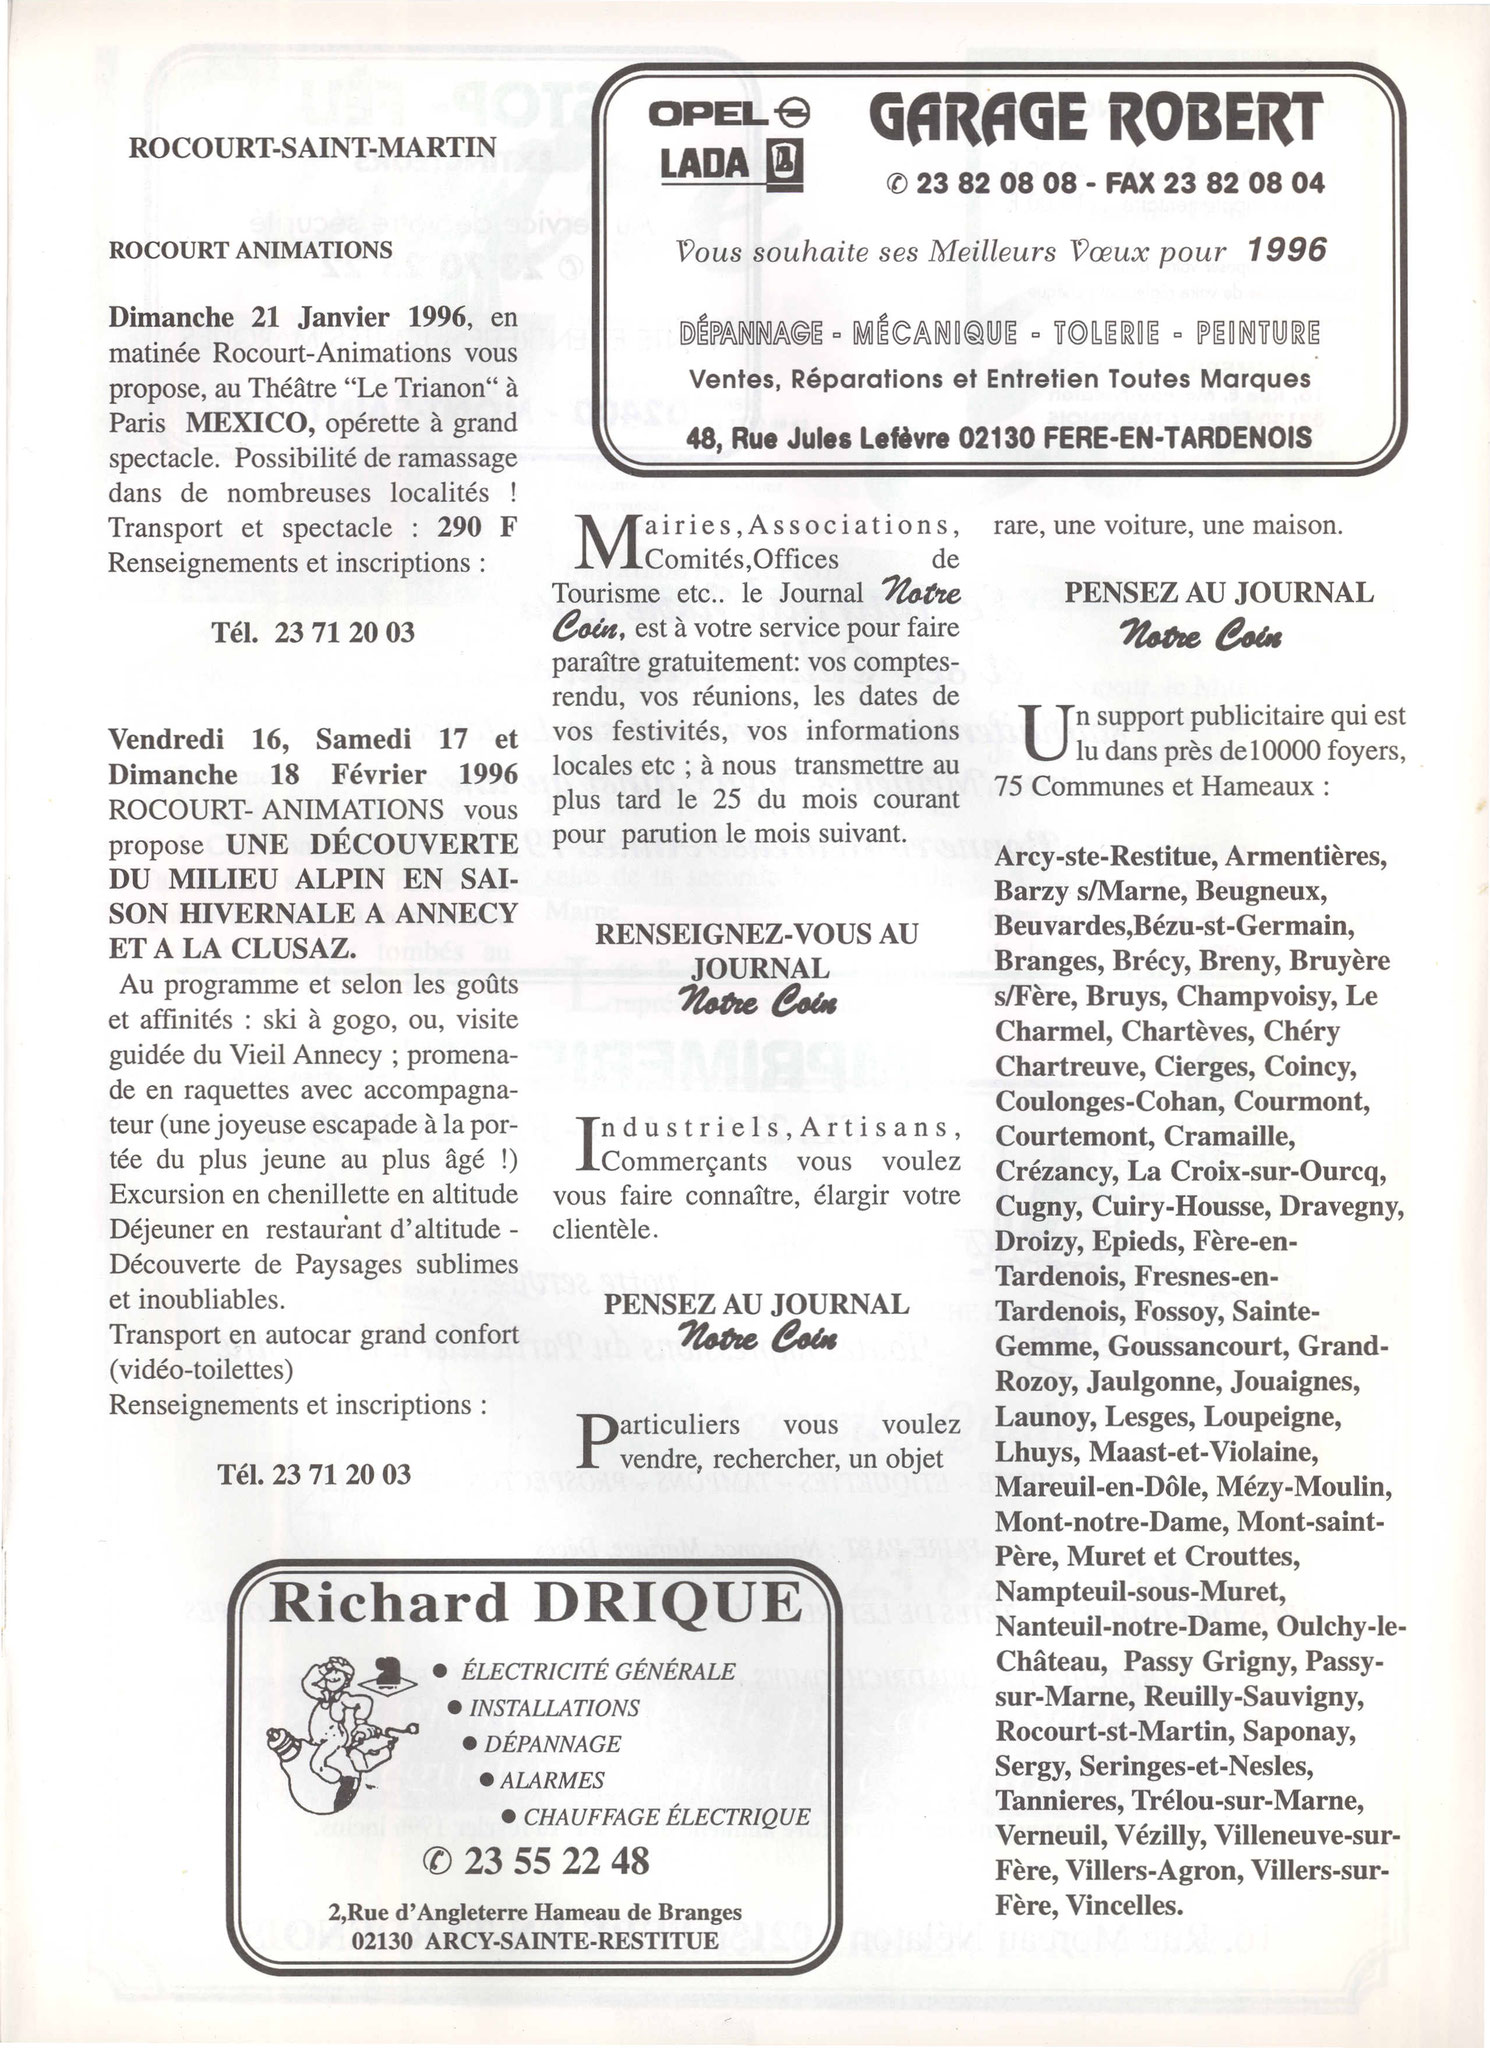 ROCOURT-SAINT-MARTIN
ROCOURT ANIMATIONS
Dimanche 21 Janvier 1996, en
matinée Rocourt-Animations vous
propose, au Théâtre “Le Trianon“ à
Paris MEXICO, opérette à grand
spectacle. Possibilité de ramassage
dans de nombreuses localités !
Transport et spectacle : 290 F
Renseignements et inscriptions :
Tél. 23 71 20 03
Vendredi 16, Samedi 17 et
Dimanche 18 Février 1996
ROCOURT- ANIMATIONS vous
propose UNE DÉCOUVERTE
DU MILIEU ALPIN EN SAI-
SON HIVERNALE A ANNECY
ET A LA CLUSAZ.
Au programme et selon les goûts
et affinités : ski à gogo, ou, visite
guidée du Vieil Annecy ; promena-
de en raquettes avec accompagna-
teur (une joyeuse escapade à la por-
tée du plus jeune au plus âgé !)
Excursion en chenillette en altitude
Déjeuner en restaurant d'altitude -
Découverte de Paysages sublimes
et inoubliables.
Transport en autocar grand confort
(vidéo-toilettes)
Renseignements et inscriptions :
Tél. 23 71 20 03
OPEL
LADA
GARAGE ROBERT
✆ 23 82 08 08 - FAX 23 82 08 04
Vous souhaite ses Meilleurs Vœux pour 1996
DÉPANNAGE - MÉCANIQUE - TOLERIE - PEINTURE
Ventes, Réparations et Entretien Toutes Marques
48, Rue Jules Lefèvre 02130 FERE-EN-TARDENOIS
Mairies,Associations,
Comités,Offices de
Tourisme etc.. le Journal Notre
Coin, est à votre service pour faire
paraître gratuitement: vos comptes-
rendu, vos réunions, les dates de
vos festivités, vos informations
locales etc ; à nous transmettre au
plus tard le 25 du mois courant
pour parution le mois suivant.
RENSEIGNEZ-VOUS AU
JOURNAL
Notre Coin
Industriels,Artisans,
Commerçants vous voulez
vous faire connaître, élargir votre
clientèle.
PENSEZ AU JOURNAL
Notre Coin
Particuliers vous voulez
vendre, rechercher, un objet
rare, une voiture, une maison.
PENSEZ AU JOURNAL
Notre Coin
Un support publicitaire qui est
lu dans près de10000 foyers,
75 Communes et Hameaux :
Arcy-ste-Restitue, Armentières,
Barzy s/Marne, Beugneux,
Beuvardes,Bézu-st-Germain,
Branges, Brécy, Breny, Bruyère
s/Fère, Bruys, Champvoisy, Le
Charmel, Chartèves, Chéry
Chartreuve, Cierges, Coincy,
Coulonges-Cohan, Courmont,
Courtemont, Cramaille,
Crézancy, La Croix-sur-Ourcq,
Cugny, Cuiry-Housse, Dravegny,
Droizy, Epieds, Fère-en-
Tardenois, Fresnes-en-
Tardenois, Fossoy, Sainte-
Gemme, Goussancourt, Grand-
Rozoy, Jaulgonne, Jouaignes,
Launoy, Lesges, Loupeigne,
Lhuys, Maast-et-Violaine,
Mareuil-en-Dôle, Mézy-Moulin,
Mont-notre-Dame, Mont-saint-
Père, Muret et Crouttes,
Nampteuil-sous-Muret,
Nanteuil-notre-Dame, Oulchy-le-
Château, Passy Grigny, Passy-
sur-Marne, Reuilly-Sauvigny,
Rocourt-st-Martin, Saponay,
Sergy, Seringes-et-Nesles,
Tannieres, Trélou-sur-Marne,
Verneuil, Vézilly, Villeneuve-sur-
Fère, Villers-Agron, Villers-sur-
Fère, Vincelles.
Richard DRIQUE
● ÉLECTRICITÉ GÉNÉRALE
● INSTALLATIONS
● DÉPANNAGE
● ALARMES
● CHAUFFAGE ÉLECTRIQUE
✆ 23 55 22 48
2,Rue d'Angleterre Hameau de Branges
02130 ARCY-SAINTE-RESTITUE